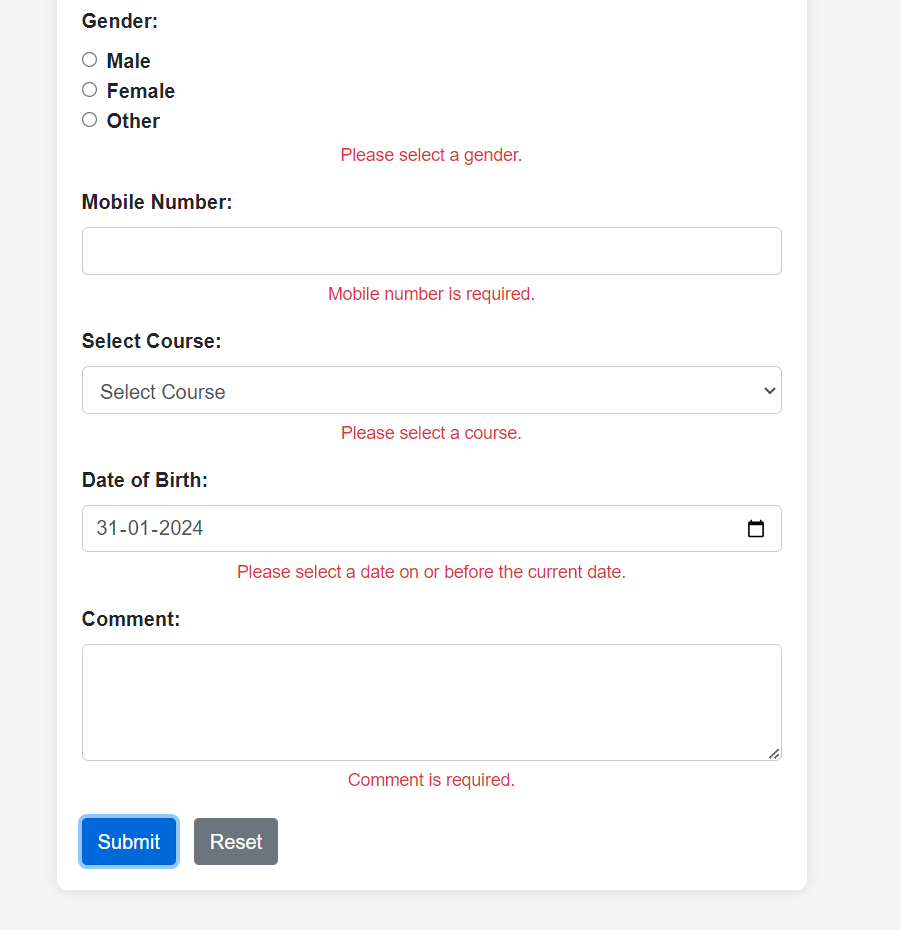 Gender:
Male
Female
Other
Please select a gender.
Mobile Number:
Mobile number is required.
Select Course:
Select Course
Please select a course.
Date of Birth:
31-01-2024
Please select a date on or before the current date.
Comment:
Comment is required.
Submit Reset